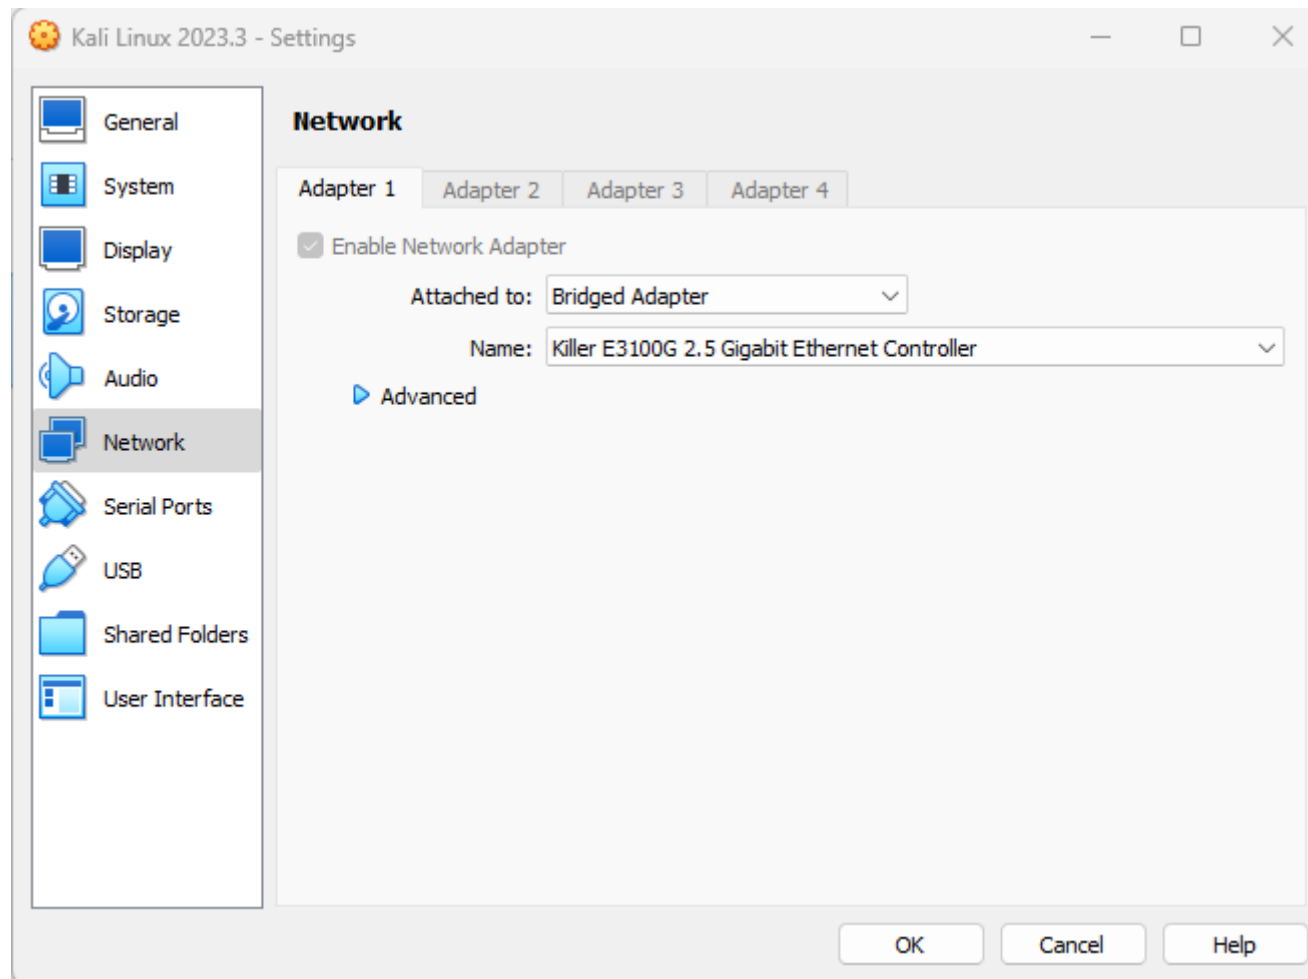 Kali Linux 2023.3 - Settings
General
System
Display
Storage
Audio
Network
Serial Ports
USB
Shared Folders
User Interface
Network
Adapter 1 Adapter 2 Adapter 3 Adapter 4
Enable Network Adapter
Attached to: Bridged Adapter
Name: Killer E3100G 2.5 Gigabit Ethernet Controller
Advanced
OK Cancel Help